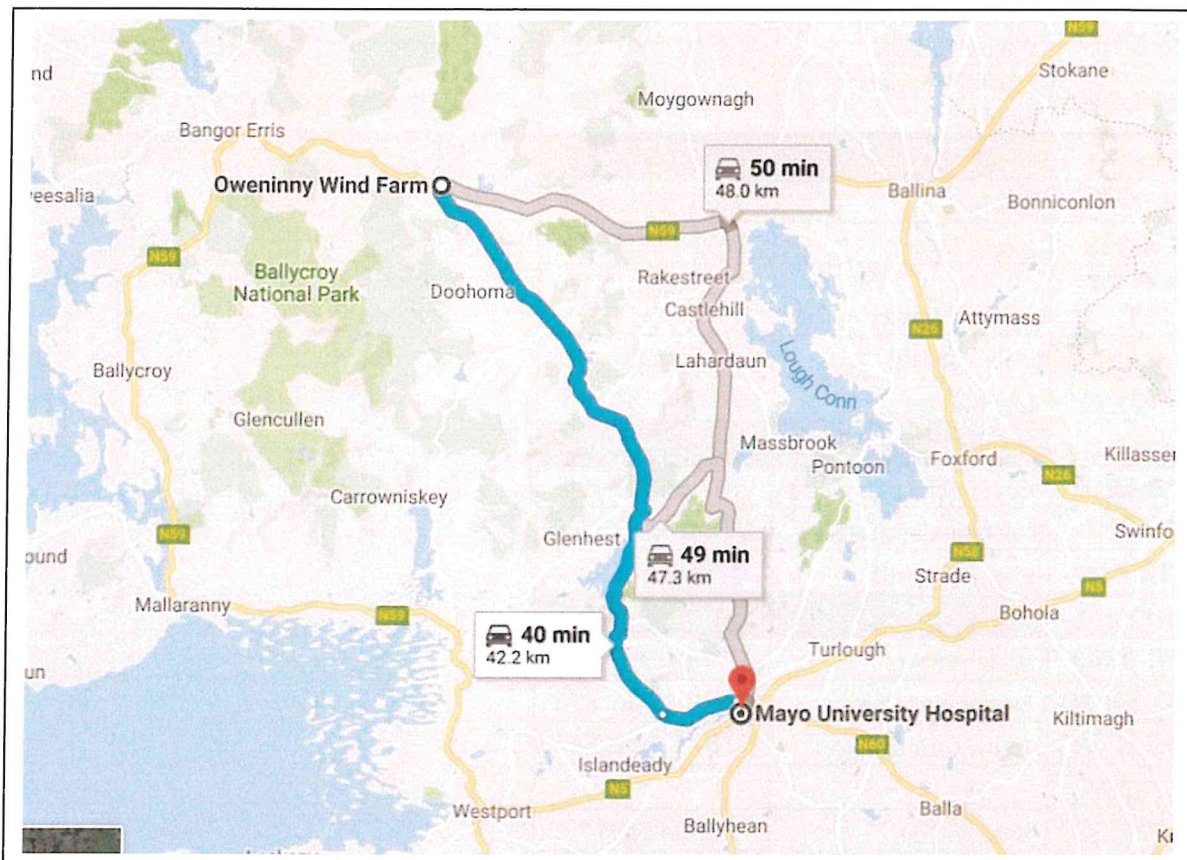 N59
Stokane
nd
Moygownagh
Bangor Erris
50 min
48.0 km
Oweninny Wind Farm
Ballina
Bonniconlon
N59
N59
Ballycroy
National Park
Rakestreet
Doohoma
Castlehill
N26
Attymass
Lahardaun
Lough Conn
Ballycroy
Glencullen
Massbrook
Pontoon
Foxford
Killasser
N26
Carrowniskey
N59
Glenhest
49 min
47.3 km
Swinfo
ound
N58
Strade
N5
Mallaranny
N59
Bohola
40 min
42.2 km
Turlough
un
Mayo University Hospital
Kiltimagh
N60
Islandeady
N5
Westport
Balla
Ballyhean